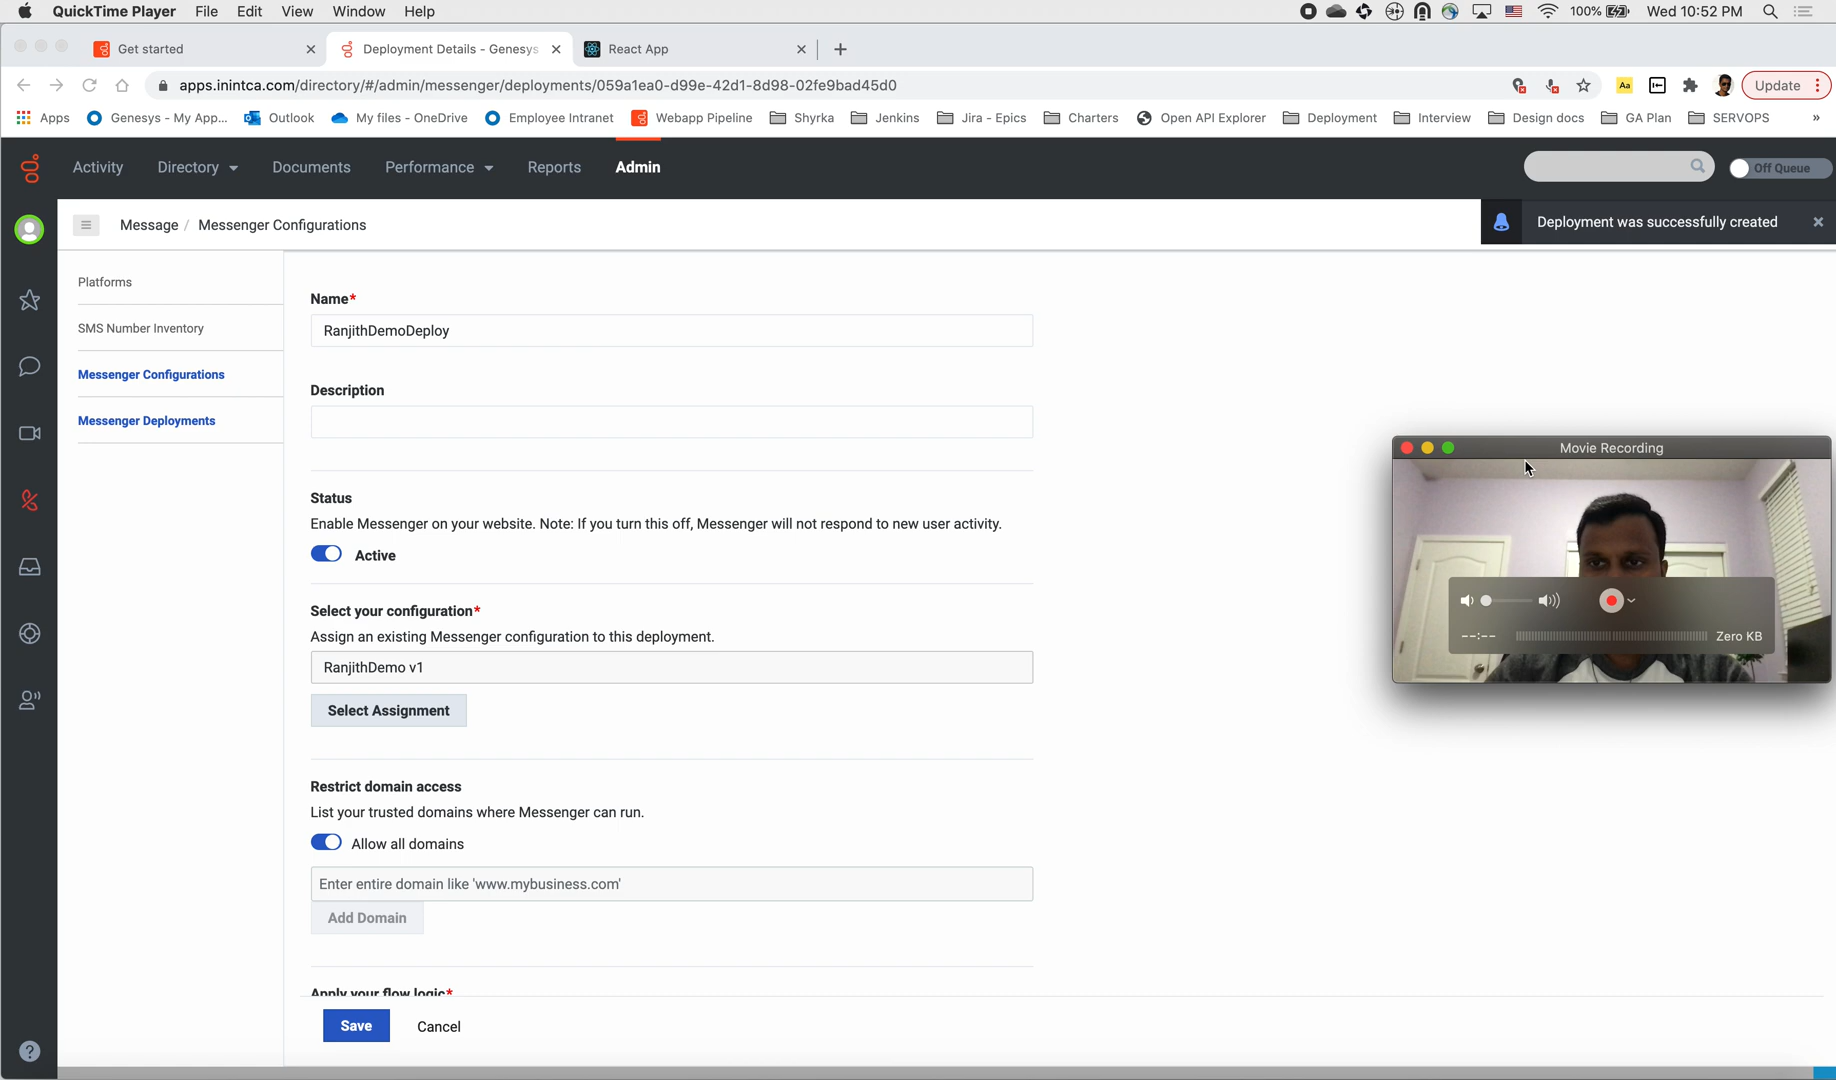 QuickTime Player File Edit View Window Help 100% Wed 10:52 PM
Get started Deployment Details - Genesys React App
apps.inintca.com/directory/#/admin/messenger/deployments/059a1ea0-d99e-42d1-8d98-02fe9bad45d0 Aa Update
Apps Genesys - My App... Outlook My files - OneDrive Employee Intranet Webapp Pipeline Shyrka Jenkins Jira - Epics Charters Open API Explorer Deployment Interview Design docs GA Plan SERVOPS »
Activity Directory Documents Performance Reports Admin Off Queue
Message / Messenger Configurations
Deployment was successfully created
Platforms
SMS Number Inventory
Messenger Configurations
Messenger Deployments
Name*
RanjithDemoDeploy
Description
Status
Enable Messenger on your website. Note: If you turn this off, Messenger will not respond to new user activity.
Active
Select your configuration*
Assign an existing Messenger configuration to this deployment.
RanjithDemo v1
Select Assignment
Restrict domain access
List your trusted domains where Messenger can run.
Allow all domains
Enter entire domain like 'www.mybusiness.com'
Add Domain
Apply your flow logic*
Save Cancel
Movie Recording
--:-- Zero KB